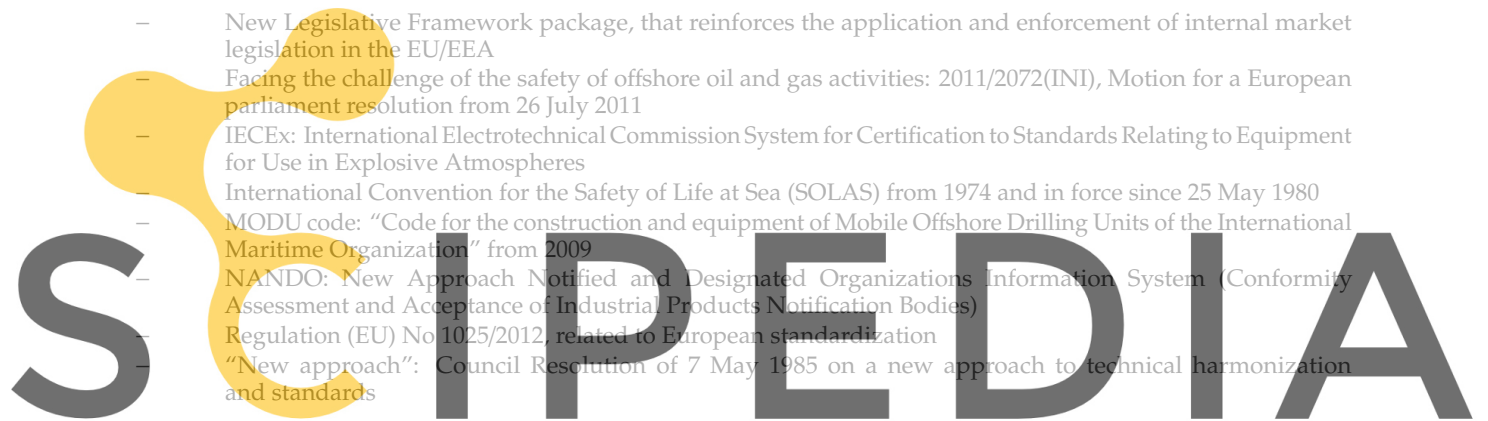 – New Legislative Framework package, that reinforces the application and enforcement of internal market
legislation in the EU/EEA
– Facing the challenge of the safety of offshore oil and gas activities: 2011/2072(INI), Motion for a European
parliament resolution from 26 July 2011
– IECEx: International Electrotechnical Commission System for Certification to Standards Relating to Equipment
for Use in Explosive Atmospheres
– International Convention for the Safety of Life at Sea (SOLAS) from 1974 and in force since 25 May 1980
– MODU code: “Code for the construction and equipment of Mobile Offshore Drilling Units of the International
Maritime Organization” from 2009
– NANDO: New Approach Notified and Designated Organizations Information System (Conformity
Assessment and Acceptance of Industrial Products Notification Bodies)
– Regulation (EU) No 1025/2012, related to European standardization
– “New approach”: Council Resolution of 7 May 1985 on a new approach to technical harmonization
and standards
SCIPEDIA